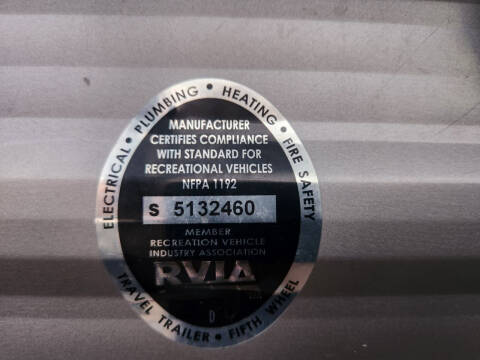 ELECTRICAL • PLUMBING • HEATING • FIRE SAFETY
MANUFACTURER
CERTIFIES COMPLIANCE
WITH STANDARD FOR
RECREATIONAL VEHICLES
NFPA 1192
S 5132460
MEMBER
RECREATION VEHICLE
INDUSTRY ASSOCIATION
RVIA
D
TRAVEL TRAILER • FIFTH WHEEL